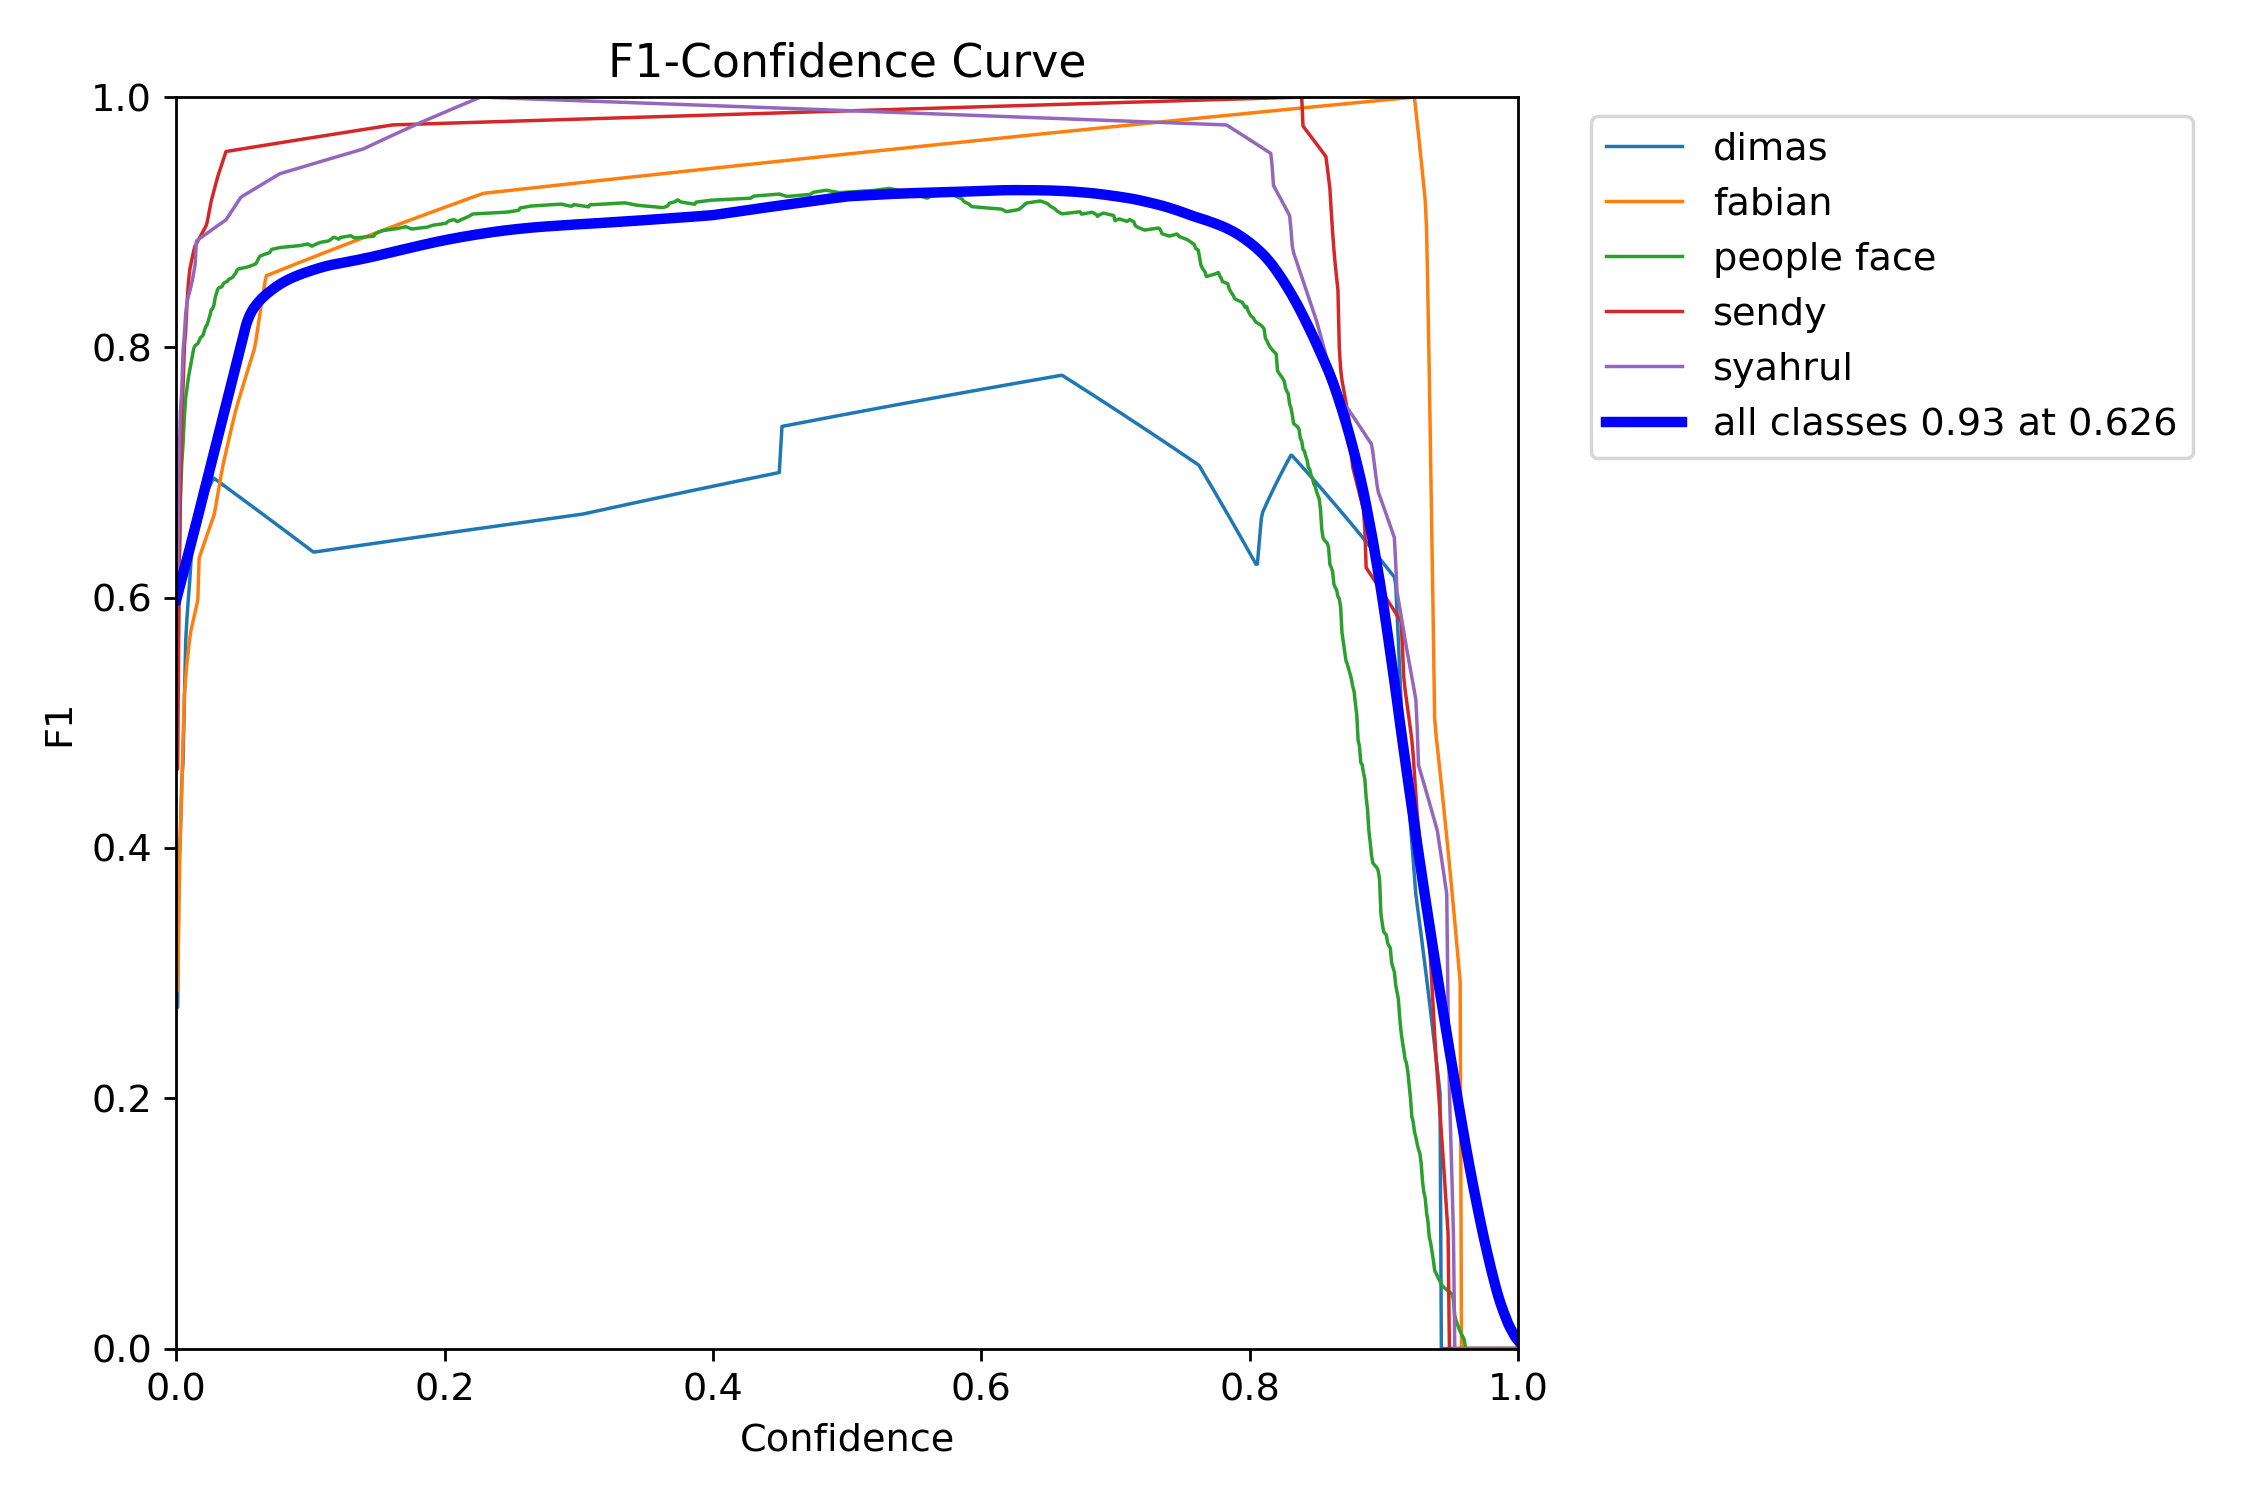 F1-Confidence Curve
1.0
0.8
0.6
0.4
0.2
0.0
F1
0.0 0.2 0.4 0.6 0.8 1.0
Confidence
dimas
fabian
people face
sendy
syahrul
all classes 0.93 at 0.626